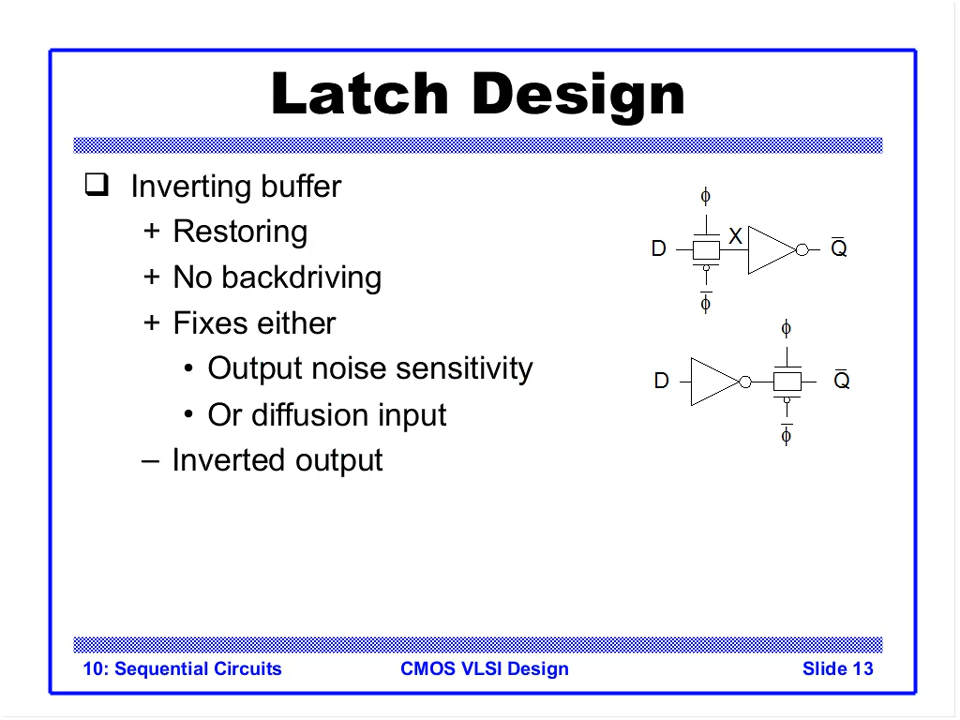 Latch Design
❑ Inverting buffer
+ Restoring
+ No backdriving
+ Fixes either
• Output noise sensitivity
• Or diffusion input
– Inverted output
ϕ
D X Q̅
ϕ̅
ϕ
D Q̅
ϕ̅
10: Sequential Circuits CMOS VLSI Design Slide 13